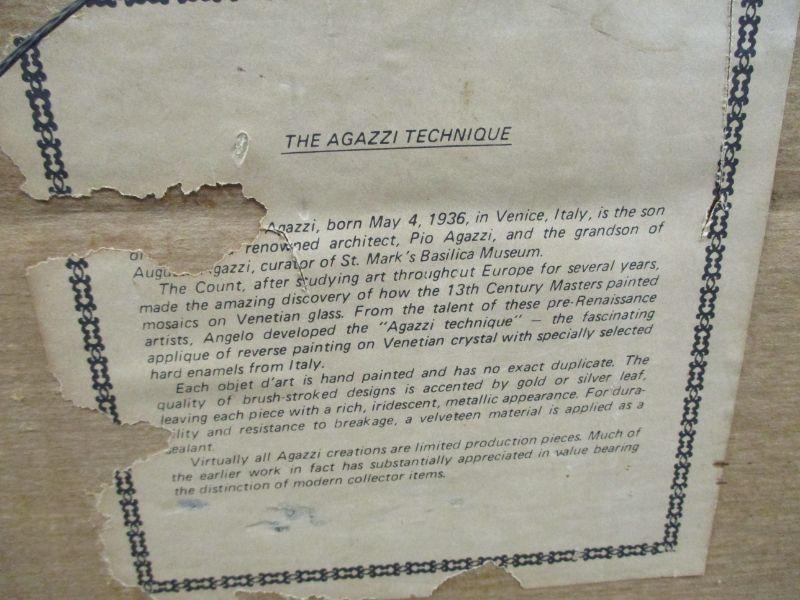 THE AGAZZI TECHNIQUE
Agazzi, born May 4, 1936, in Venice, Italy, is the son
of renowned architect, Pio Agazzi, and the grandson of
Agazzi, curator of St. Mark's Basilica Museum.
The Count, after studying art throughout Europe for several years,
made the amazing discovery of how the 13th Century Masters painted
mosaics on Venetian glass. From the talent of these pre-Renaissance
artists, Angelo developed the "Agazzi technique" — the fascinating
applique of reverse painting on Venetian crystal with specially selected
hard enamels from Italy.
Each objet d'art is hand painted and has no exact duplicate. The
quality of brush-stroked designs is accented by gold or silver leaf,
leaving each piece with a rich, iridescent, metallic appearance. For dura-
bility and resistance to breakage, a velveteen material is applied as a
sealant.
Virtually all Agazzi creations are limited production pieces. Much of
the earlier work in fact has substantially appreciated in value bearing
the distinction of modern collector items.